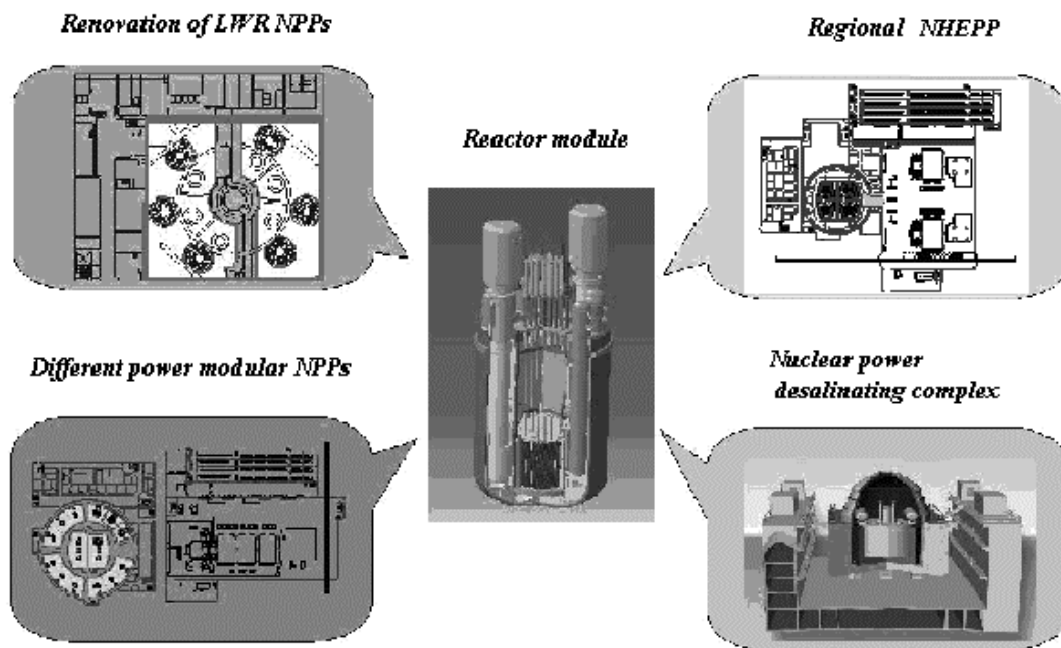 Renovation of LWR NPPs
Regional NHEPP
Reactor module
Different power modular NPPs
Nuclear power
desalinating complex